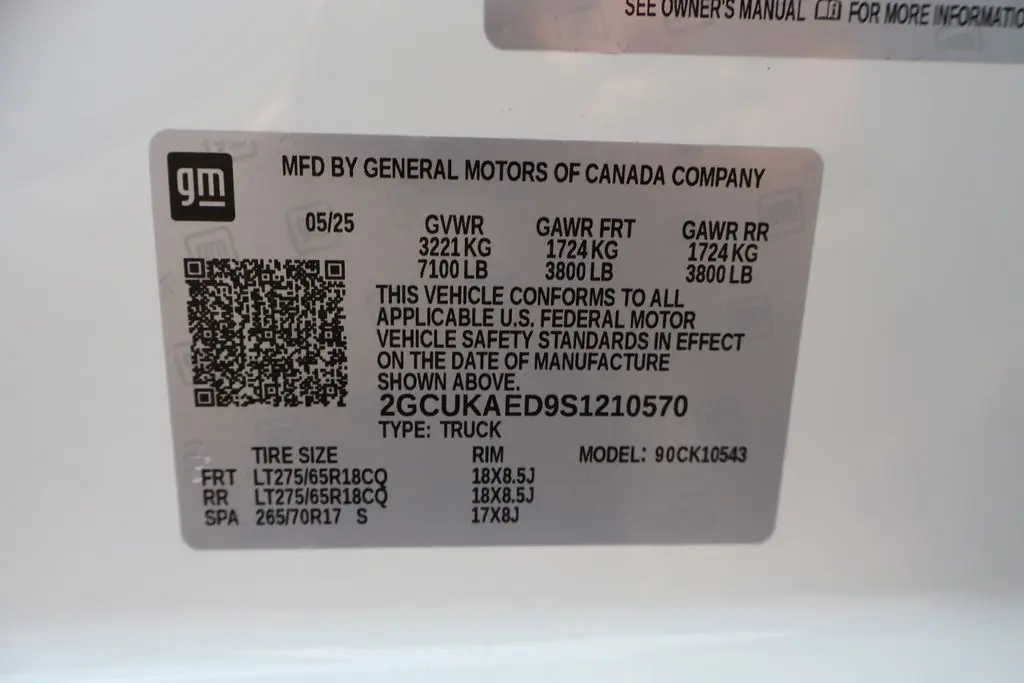 SEE OWNER'S MANUAL FOR MORE INFORMATIO
gm
MFD BY GENERAL MOTORS OF CANADA COMPANY
05/25 GVWR GAWR FRT GAWR RR
3221 KG 1724 KG 1724 KG
7100 LB 3800 LB 3800 LB
THIS VEHICLE CONFORMS TO ALL
APPLICABLE U.S. FEDERAL MOTOR
VEHICLE SAFETY STANDARDS IN EFFECT
ON THE DATE OF MANUFACTURE
SHOWN ABOVE.
2GCUKAED9S1210570
TYPE: TRUCK
TIRE SIZE RIM MODEL: 90CK10543
FRT LT275/65R18CQ 18X8.5J
RR LT275/65R18CQ 18X8.5J
SPA 265/70R17 S 17X8J